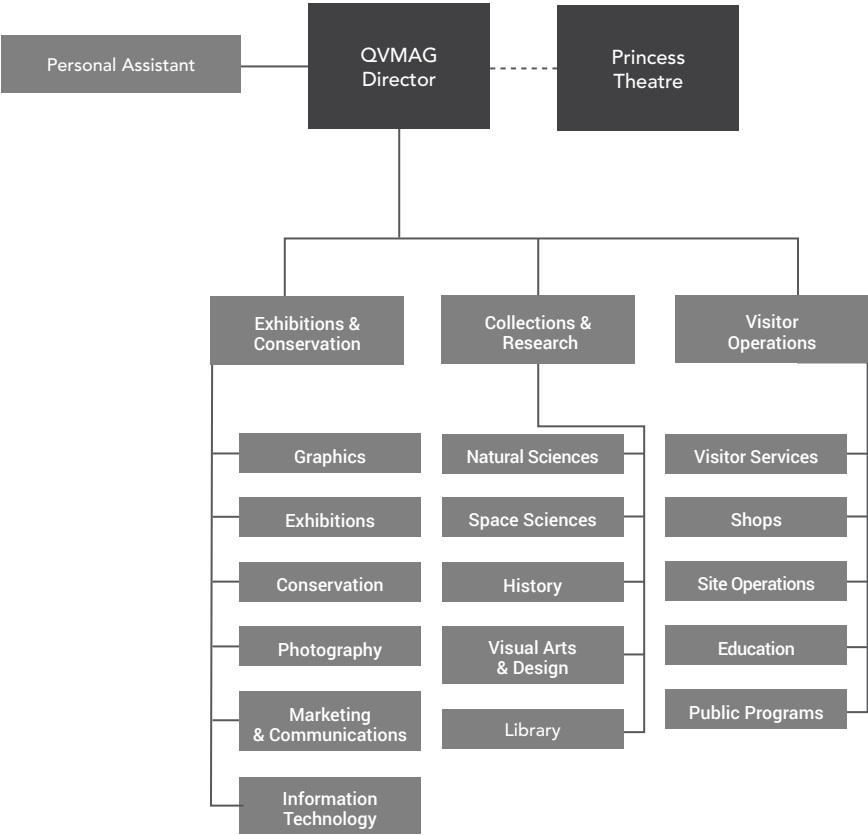 Personal Assistant
QVMAG
Director
Princess
Theatre
Exhibitions &
Conservation
Collections &
Research
Visitor
Operations
Graphics
Exhibitions
Conservation
Photography
Marketing
& Communications
Information
Technology
Natural Sciences
Space Sciences
History
Visual Arts
& Design
Library
Visitor Services
Shops
Site Operations
Education
Public Programs